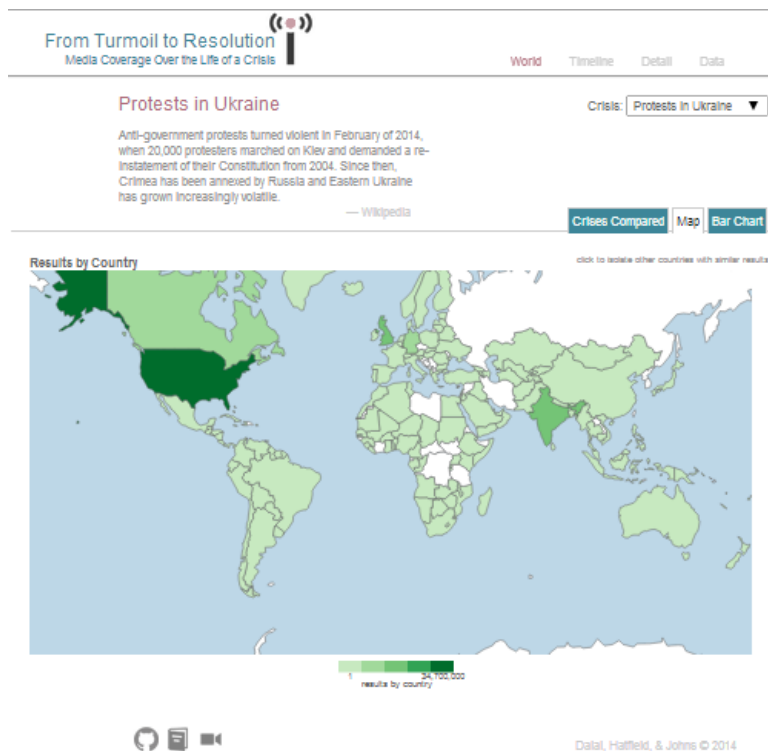 From Turmoil to Resolution
Media Coverage Over the Life of a Crisis
World Timeline Detail Data
Protests in Ukraine
Crisis: Protests in Ukraine
Anti-government protests turned violent in February of 2014,
when 20,000 protesters marched on Kiev and demanded a re-
instatement of their Constitution from 2004. Since then,
Crimea has been annexed by Russia and Eastern Ukraine
has grown increasingly volatile.
— Wikipedia
Crises Compared Map Bar Chart
Results by Country
click to isolate other countries with similar results
1 34,700,000
results by country
Dalal, Hatfield, & Johns © 2014